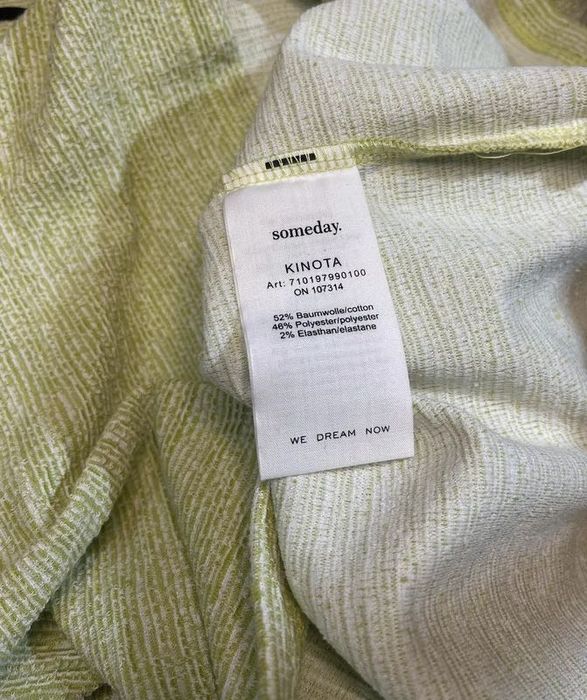 someday.
KINOTA
Art: 710197990100
ON 107314
52% Baumwolle/cotton
46% Polyester/polyester
2% Elasthan/elastane
WE DREAM NOW